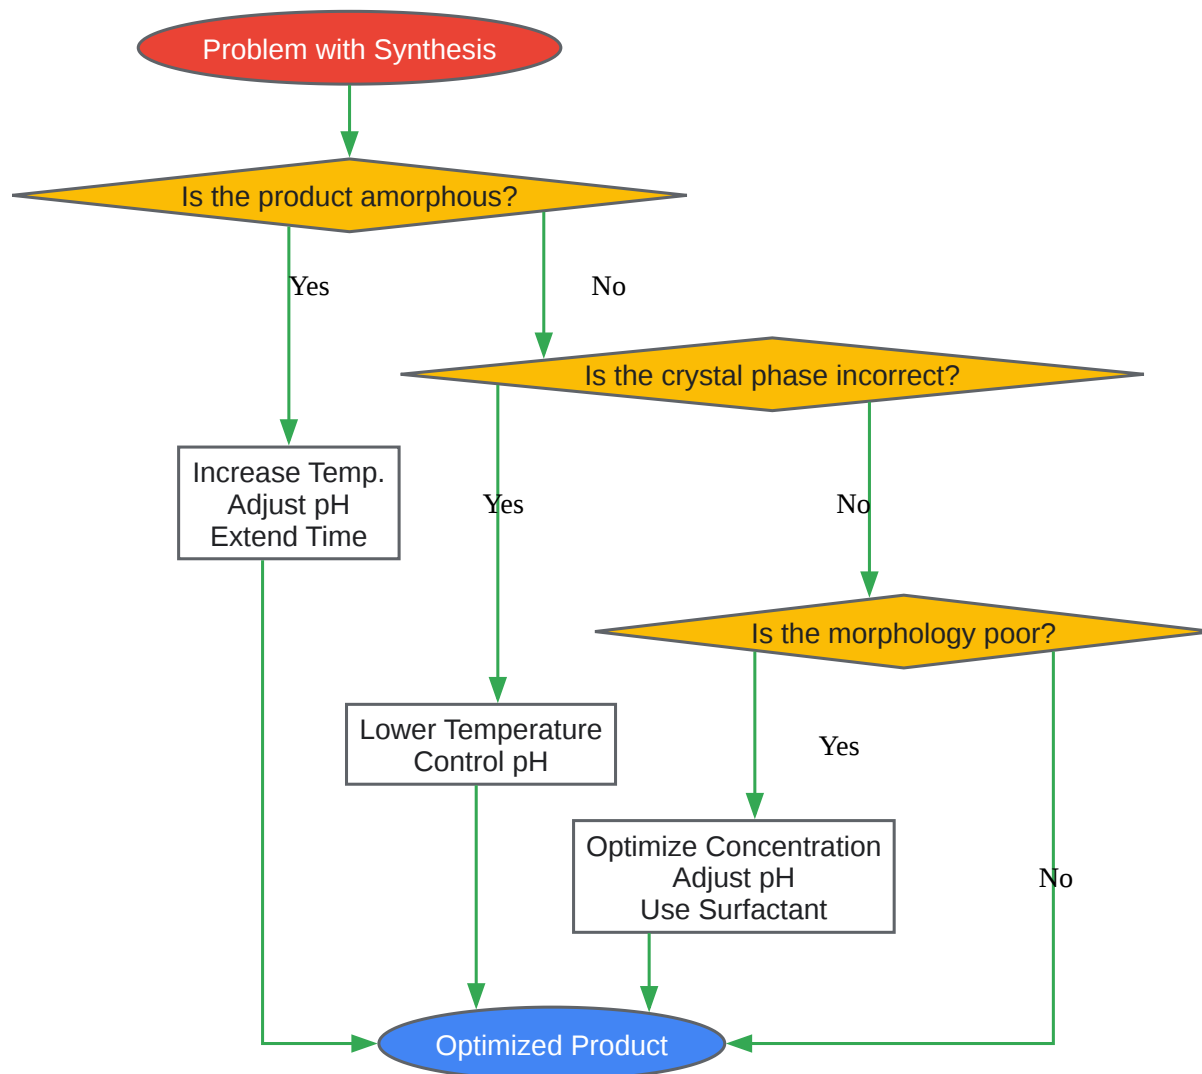 Problem with Synthesis
Is the product amorphous?
Yes
No
Is the crystal phase incorrect?
Increase Temp.
Adjust pH
Extend Time
Yes
No
Is the morphology poor?
Lower Temperature
Control pH
Yes
Optimize Concentration
Adjust pH
Use Surfactant
No
Optimized Product